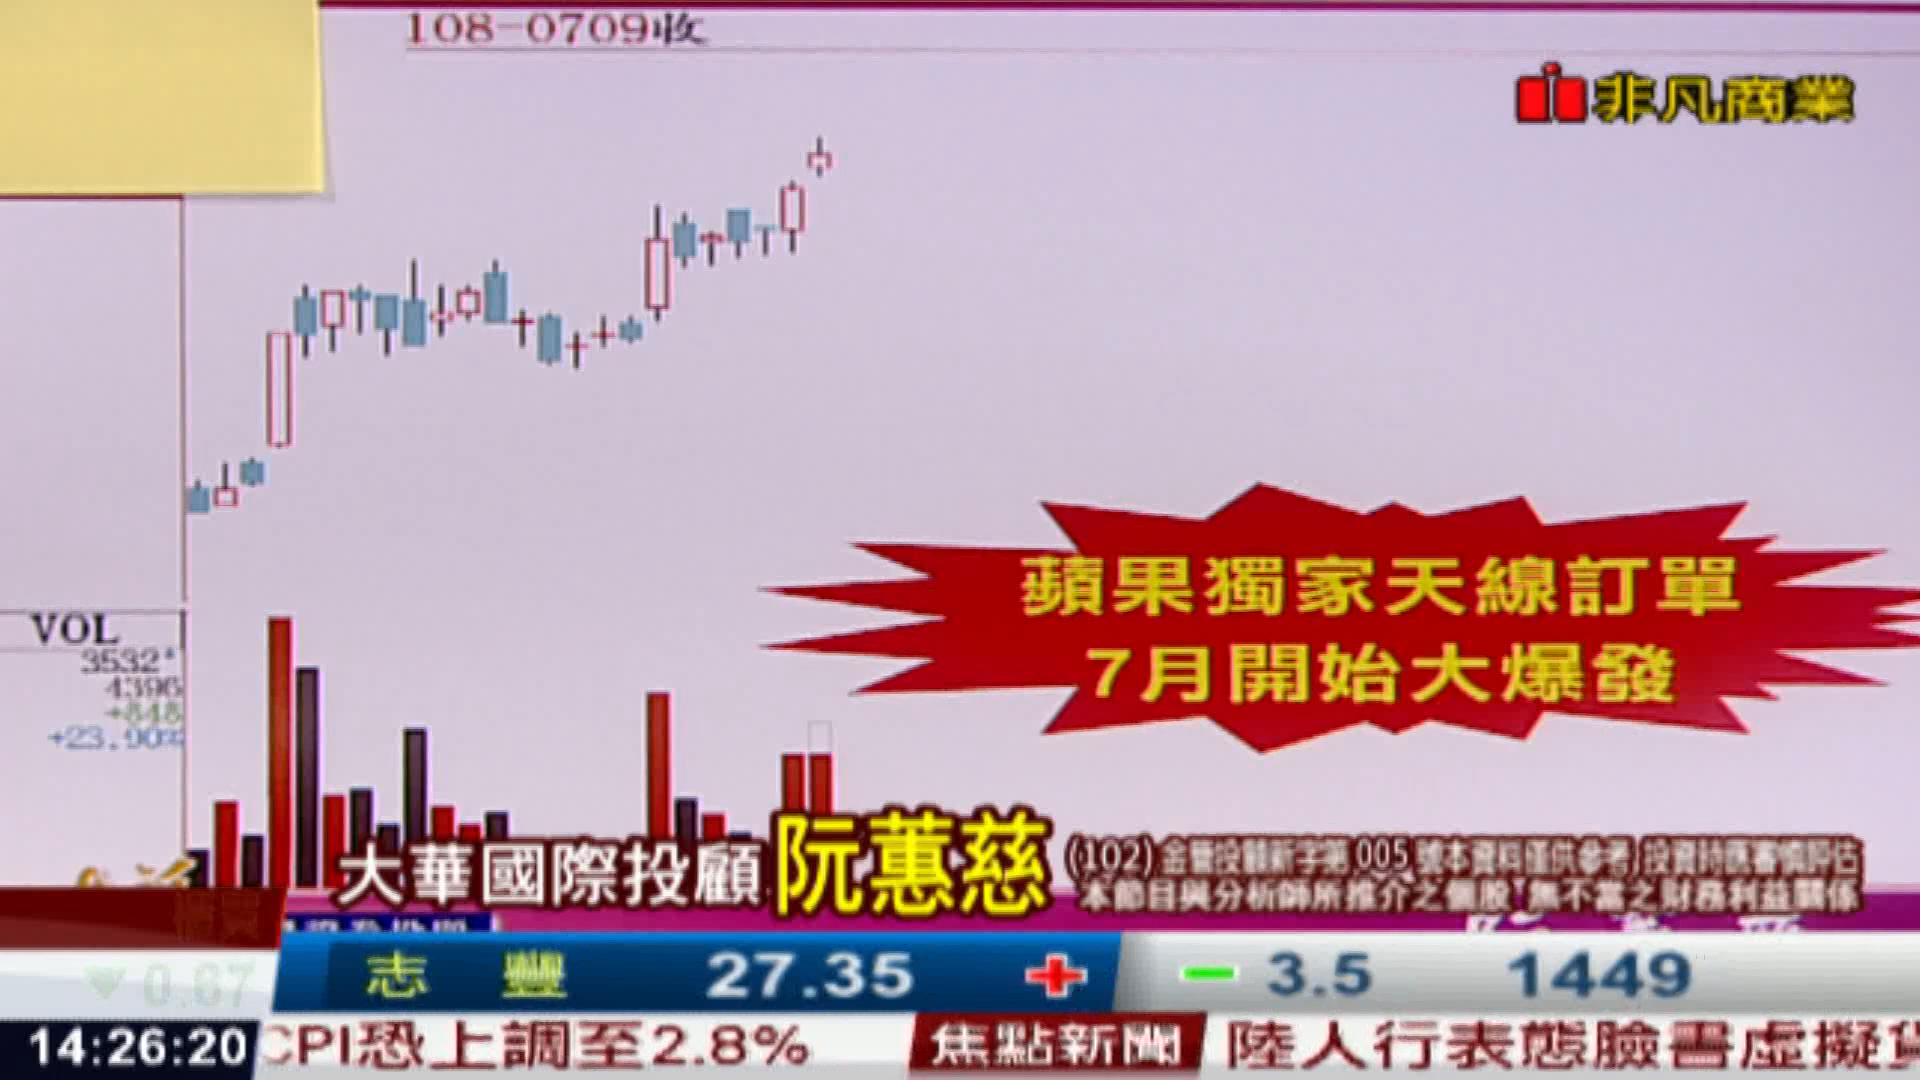 108-0709收
非凡商業
蘋果獨家天線訂單
7月開始大爆發
VOL
3532
4396
+848
+23.90%
大華國際投顧 阮蕙慈
(102)金管投顧新字第005號本資料僅供參考,投資時應審慎評估
本節目與分析師所推介之個股 無不當之財務利益關係
0.67
志豐 27.35 + - 3.5 1449
14:26:20 CPI恐上調至2.8% 焦點新聞 陸人行表態臉書虛擬